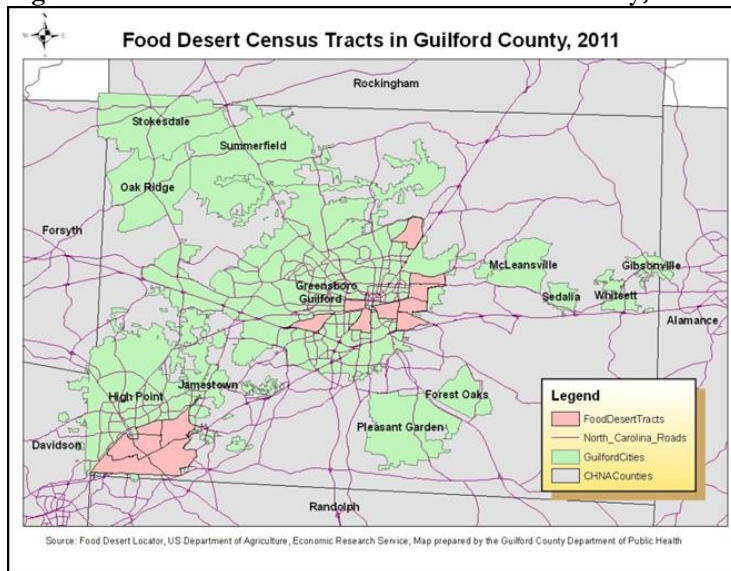 Food Desert Census Tracts in Guilford County, 2011
Rockingham
Stokesdale
Summerfield
Oak Ridge
Forsyth
McLeansville
Gibsonville
Greensboro
Guilford
Sedalia
Whitsett
Alamance
Jamestown
High Point
Forest Oaks
Pleasant Garden
Davidson
Randolph
Legend
FoodDesertTracts
North_Carolina_Roads
GuilfordCities
CHNACounties
Source: Food Desert Locator, US Department of Agriculture, Economic Research Service; Map prepared by the Guilford County Department of Public Health